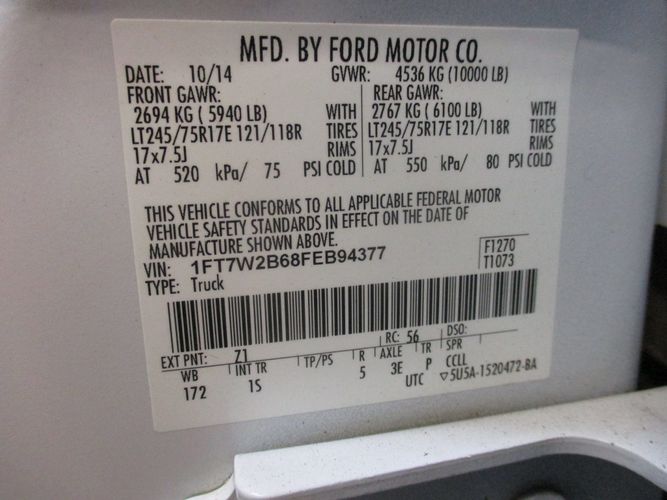 MFD. BY FORD MOTOR CO.
DATE: 10/14 GVWR: 4536 KG (10000 LB)
FRONT GAWR: REAR GAWR:
2694 KG ( 5940 LB) WITH 2767 KG ( 6100 LB) WITH
LT245/75R17E 121/118R TIRES LT245/75R17E 121/118R TIRES
17x7.5J RIMS 17x7.5J RIMS
AT 520 kPa/ 75 PSI COLD AT 550 kPa/ 80 PSI COLD
THIS VEHICLE CONFORMS TO ALL APPLICABLE FEDERAL MOTOR
VEHICLE SAFETY STANDARDS IN EFFECT ON THE DATE OF
MANUFACTURE SHOWN ABOVE.
VIN: 1FT7W2B68FEB94377 F1270
TYPE: Truck T1073
EXT PNT: Z1 RC: 56 DSO:
WB INT TR TP/PS R AXLE TR SPR
172 1S 5 3E P CCLL
UTC ▽5U5A-1520472-BA